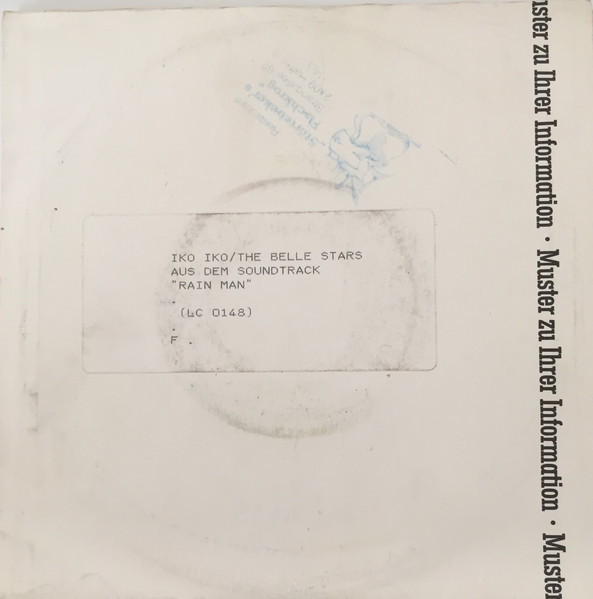 IKO IKO/THE BELLE STARS
AUS DEM SOUNDTRACK
"RAIN MAN"
.
(LC 0148)
.
F .
Muster zu Ihrer Information · Muster zu Ihrer Information · Muster